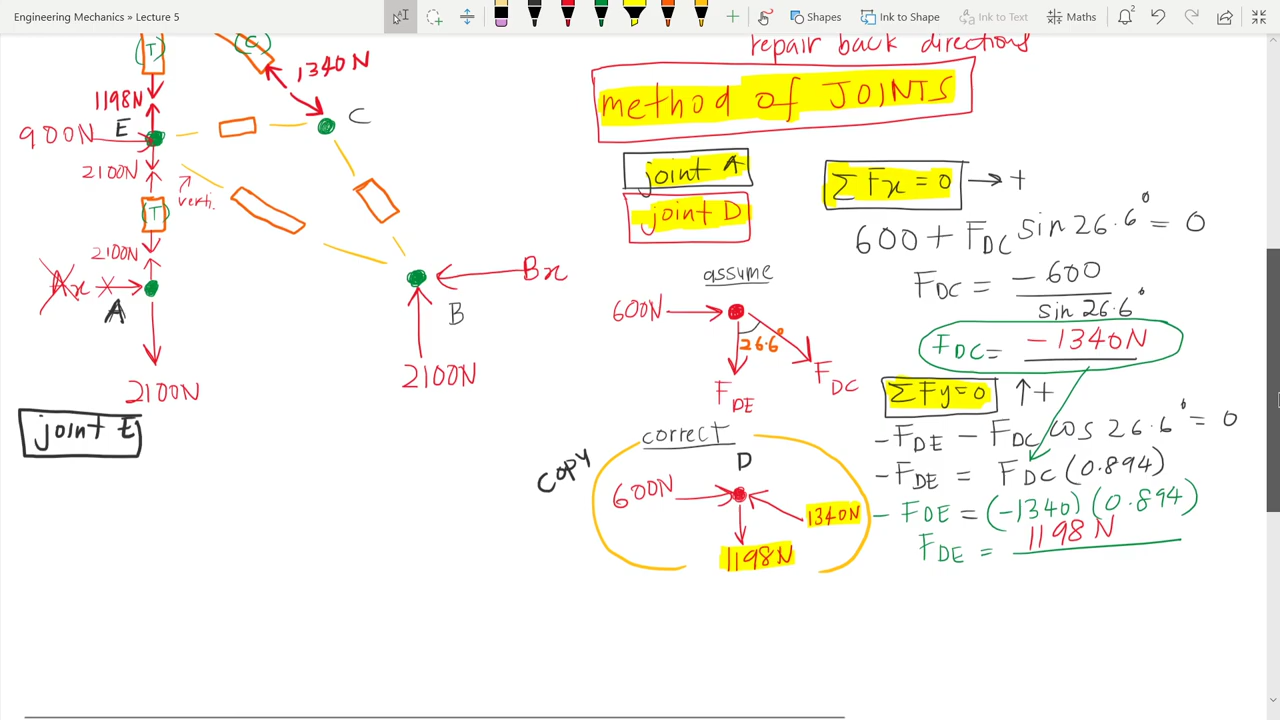 Engineering Mechanics » Lecture 5
Shapes
Ink to Shape
Ink to Text
Maths
(T)
(C)
1340N
1198N
900N
E
C
2100N
verti.
(T)
2100N
Ax
A
2100N
Bx
B
2100N
joint E
repair back directions
method of JOINTS
joint A
joint D
ΣFx = 0 → +
600 + FDC sin 26.6° = 0
FDC = -600 / sin 26.6°
FDC = -1340N
assume
600N
26.6°
FDE
FDC
ΣFy=0 ↑+
-FDE - FDC cos 26.6° = 0
-FDE = FDC (0.894)
- FDE = (-1340) (0.894)
FDE = 1198 N
correct
copy
D
600N
1340N
1198N